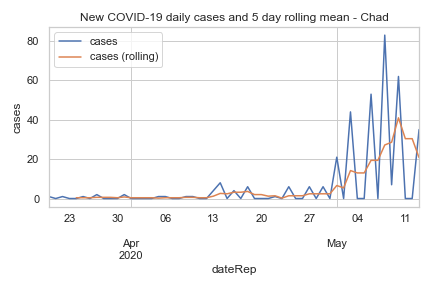 New COVID-19 daily cases and 5 day rolling mean - Chad
cases
cases (rolling)
80
60
40
20
0
cases
23 30 06 13 20 27 04 11
Apr May
2020
dateRep